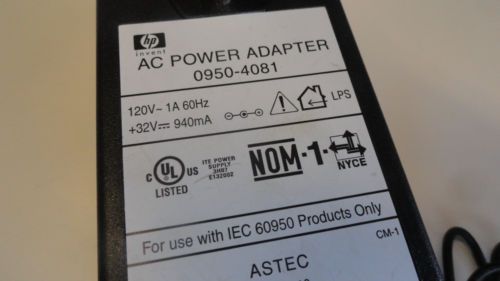 hp
invent
AC POWER ADAPTER
0950-4081
120V~ 1A 60Hz
+32V⎓ 940mA
LPS
c UL US
LISTED
ITE POWER
SUPPLY
3H87
E132002
NOM-1-
NYCE
For use with IEC 60950 Products Only
CM-1
ASTEC